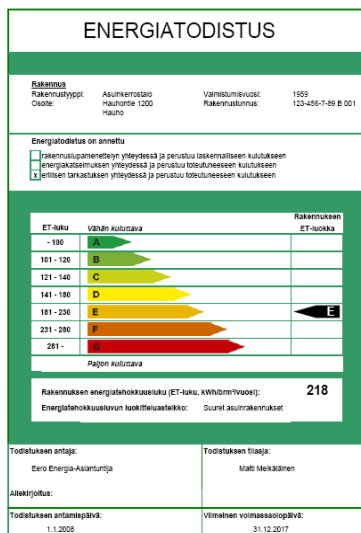 ENERGIATODISTUS
Rakennus
Rakennustyyppi: Asuinkerrostalo Valmistumisvuosi: 1959
Osoite: Hauhontie 1200 Rakennustunnus: 123-456-7-89 B 001
Hauho
Energiatodistus on annettu
rakennuslupamenettelyn yhteydessä ja perustuu laskennalliseen kulutukseen
energiakatselmuksen yhteydessä ja perustuu toteutuneeseen kulutukseen
x erillisen tarkastuksen yhteydessä ja perustuu toteutuneeseen kulutukseen
Rakennuksen
ET-luku Vähän kuluttava ET-luokka
- 100 A
101 - 120 B
121 - 140 C
141 - 180 D
181 - 230 E E
231 - 280 F
281 - G
Paljon kuluttava
Rakennuksen energiatehokkuusluku (ET-luku, kWh/brm²/vuosi): 218
Energiatehokkuusluvun luokitteluasteikko: Suuret asuinrakennukset
Todistuksen antaja: Todistuksen tilaaja:
Eero Energia-Asiantuntija Matti Meikäläinen
Allekirjoitus:
Todistuksen antamispäivä: Viimeinen voimassaolopäivä:
1.1.2008 31.12.2017